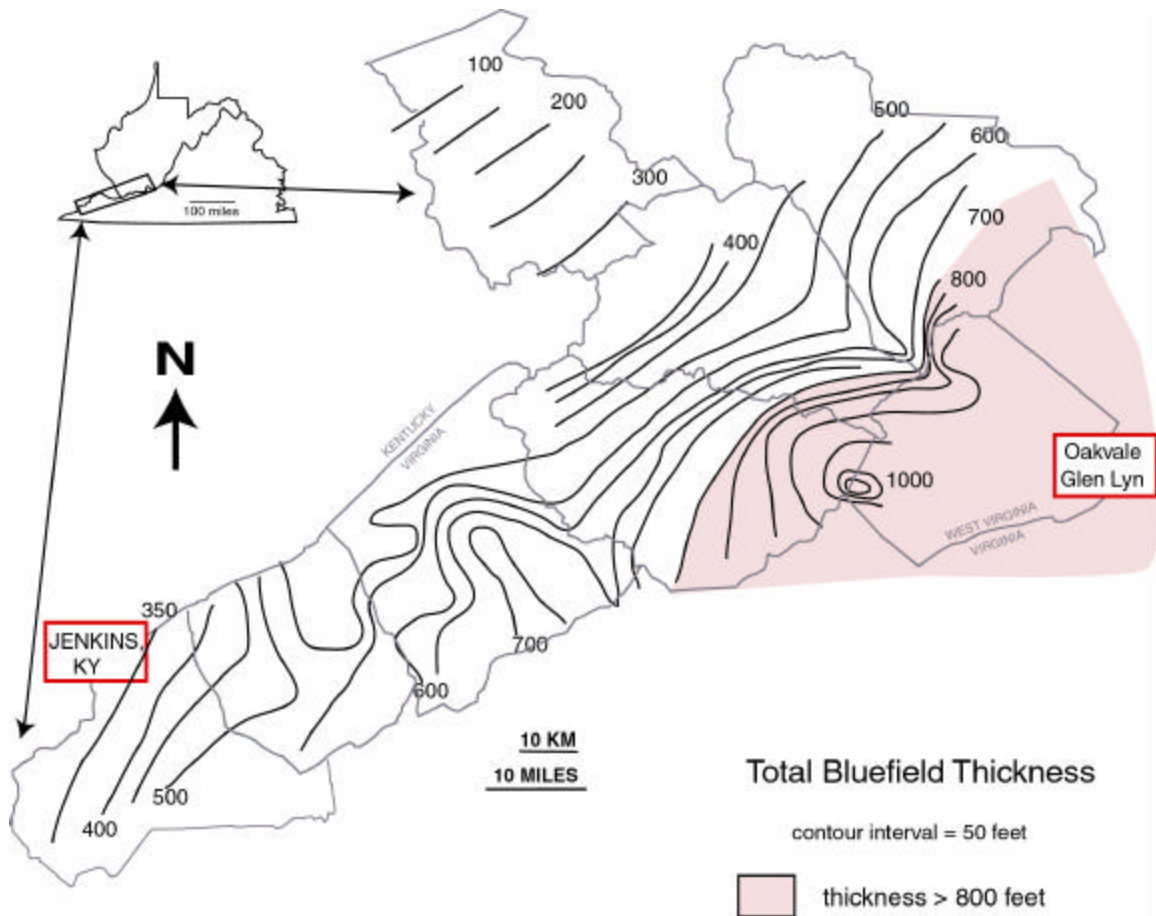 100
200
500
600
300
700
400
800
100 miles
N
KENTUCKY
VIRGINIA
1000
Oakvale
Glen Lyn
WEST VIRGINIA
VIRGINIA
350
JENKINS,
KY
700
600
500
400
10 KM
10 MILES
Total Bluefield Thickness
contour interval = 50 feet
thickness > 800 feet